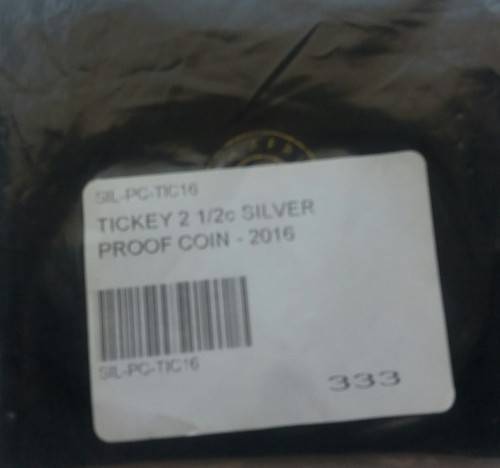 SIL-PC-TIC16
TICKEY 2 1/2c SILVER
PROOF COIN - 2016
SIL-PC-TIC16
333